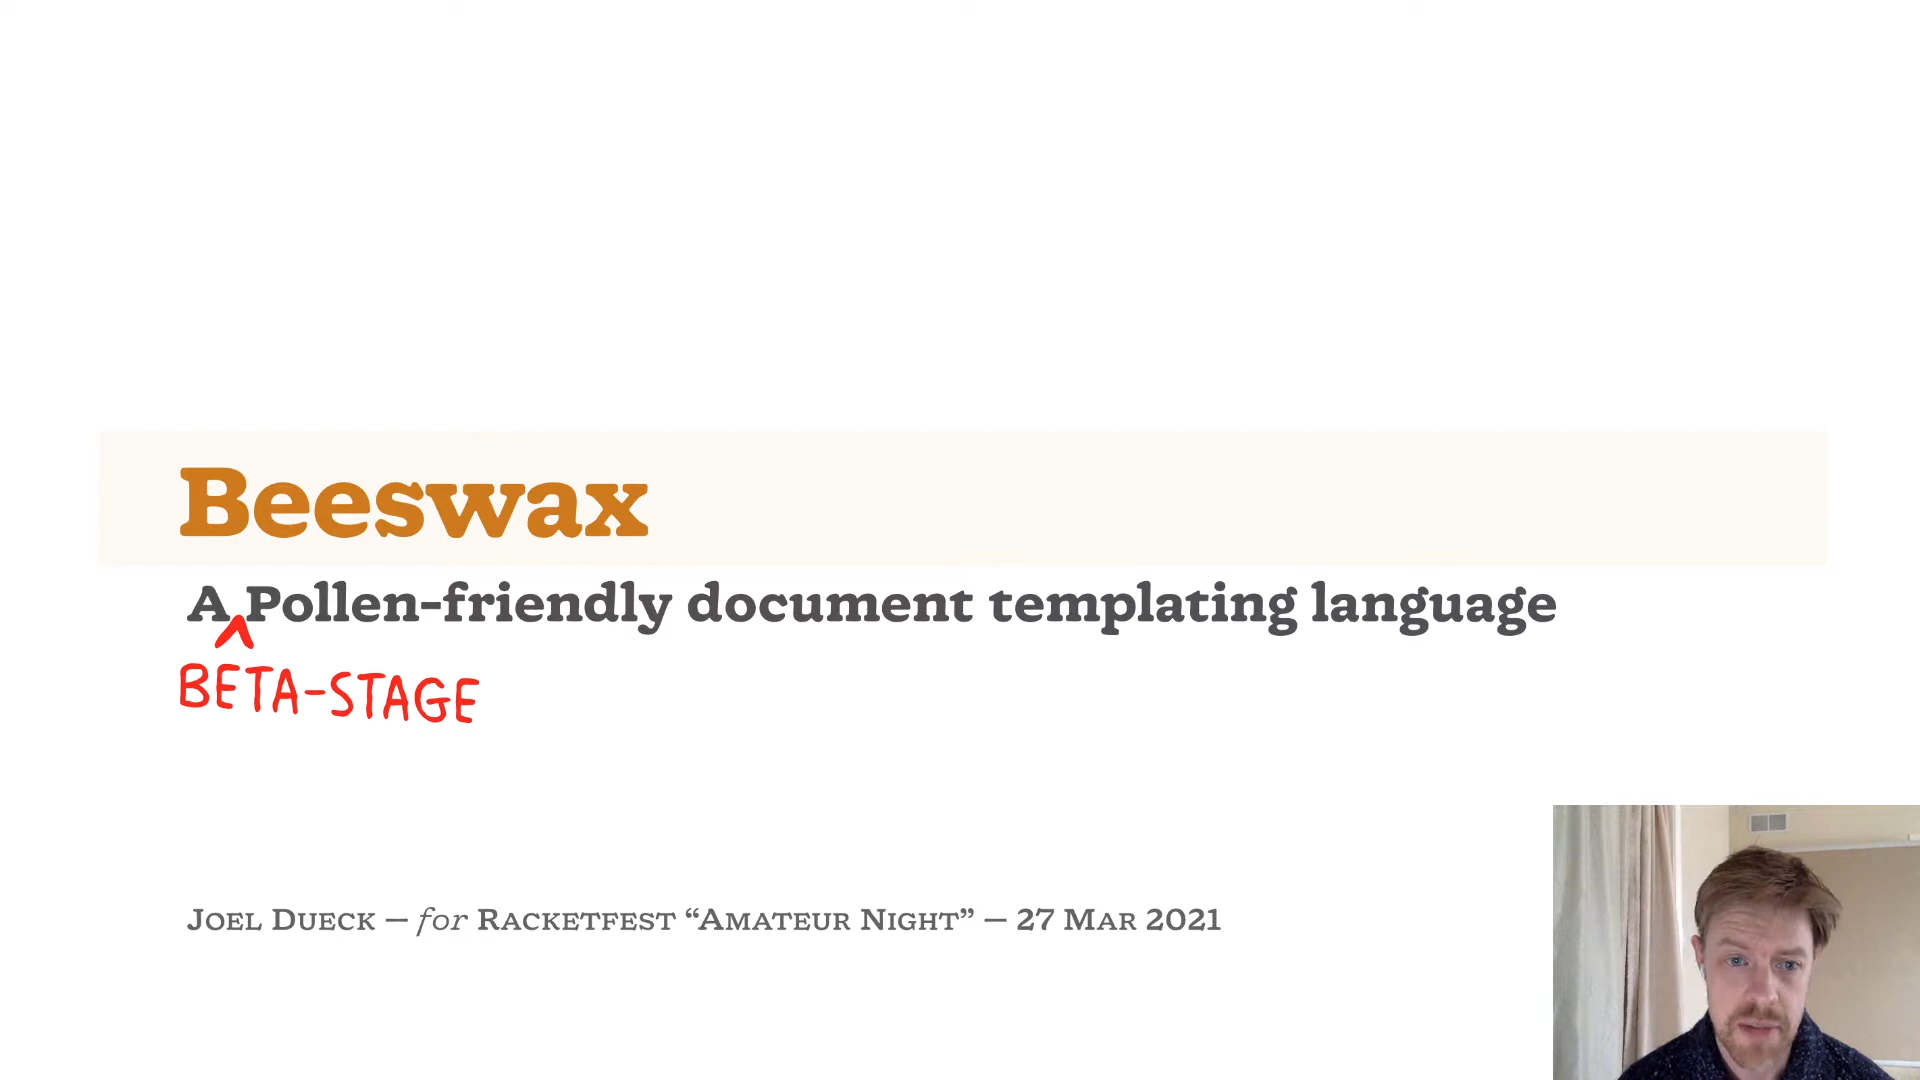 Beeswax
A Pollen-friendly document templating language
^
BETA-STAGE
Joel Dueck — for Racketfest “Amateur Night” — 27 Mar 2021